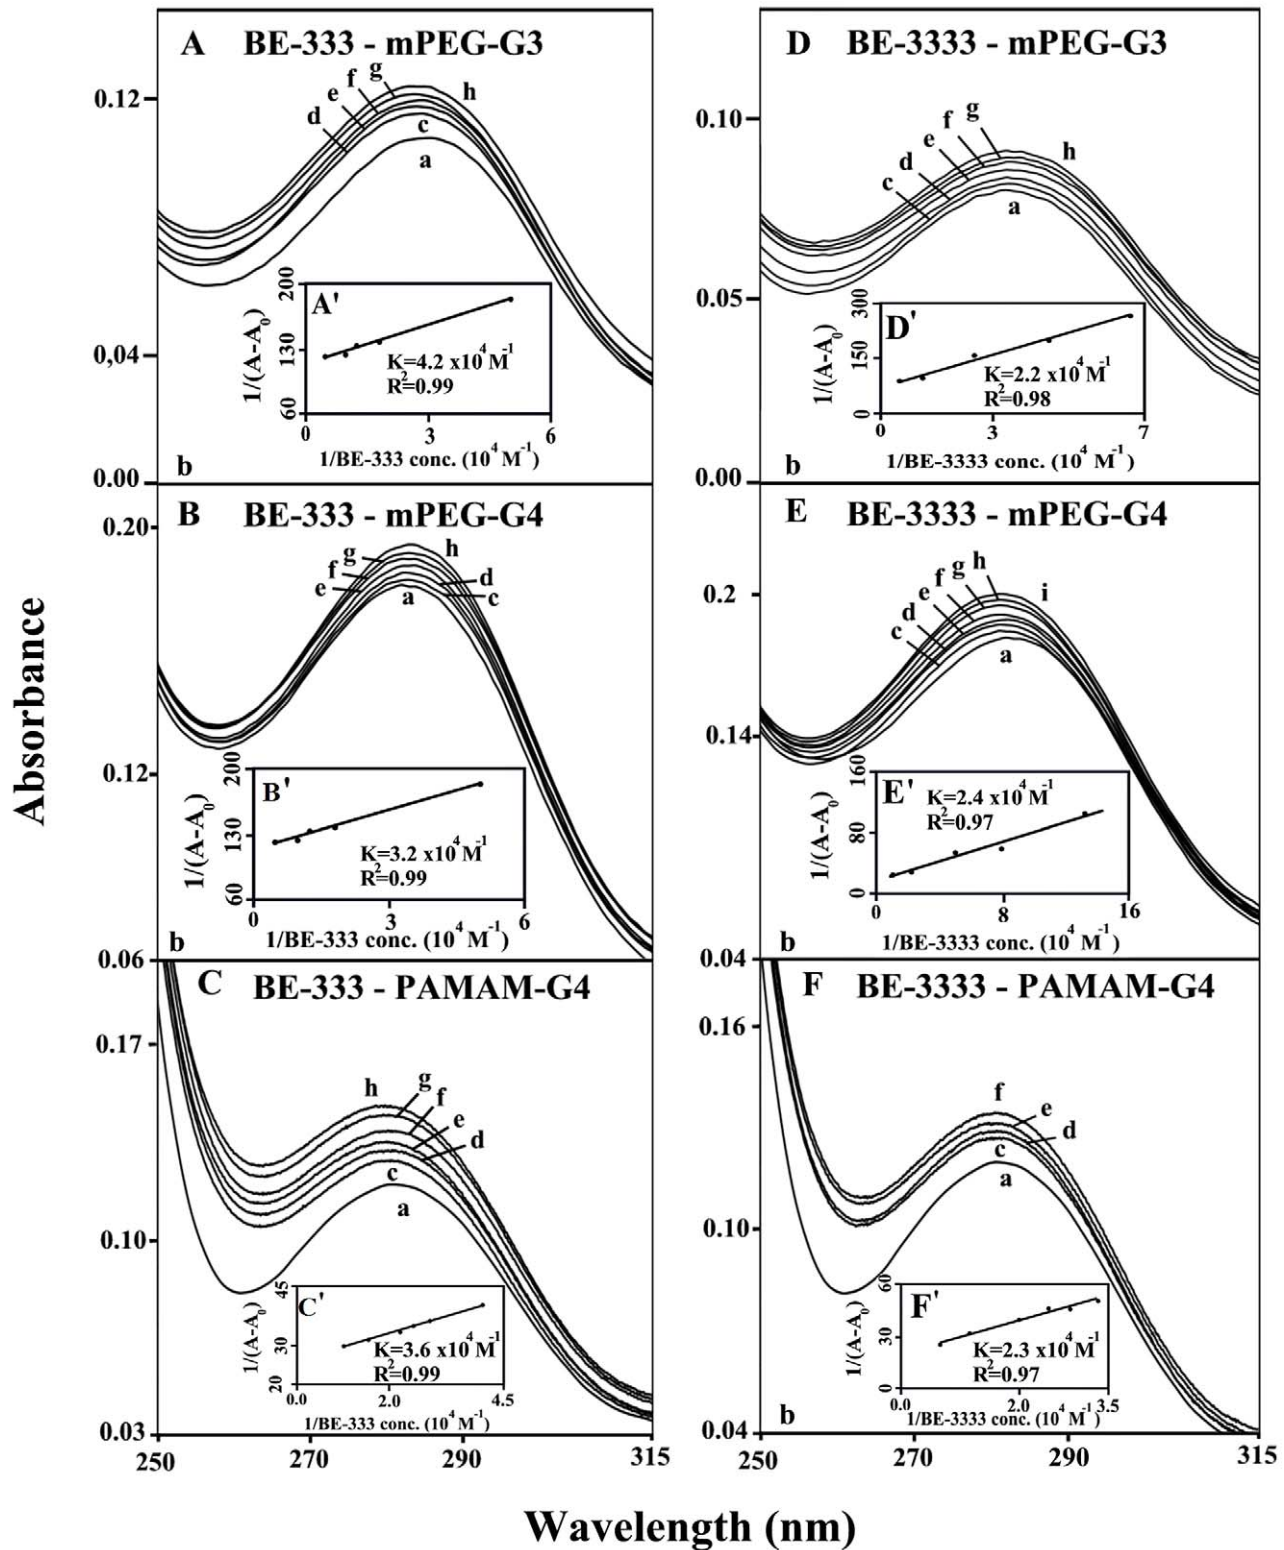 Absorbance
A BE-333 - mPEG-G3
0.12
0,04
0.00
d e f g h
c
a
b
A'
1/(A-A0)
200
130
60
K=4.2 x10^4 M^-1
R^2=0.99
0 3 6
1/BE-333 conc. (10^4 M^-1)
D BE-3333 - mPEG-G3
0.10
0.05
0.00
c d e f g h
a
b
D'
1/(A-A0)
300
150
0
K=2.2 x10^4 M^-1
R^2=0.98
0 3 7
1/BE-3333 conc. (10^4 M^-1)
B BE-333 - mPEG-G4
0.20
0.12
0.06
e f g h
d
c
a
b
B'
1/(A-A0)
200
130
60
K=3.2 x10^4 M^-1
R^2=0.99
0 3 6
1/BE-333 conc. (10^4 M^-1)
E BE-3333 - mPEG-G4
0.2
0.14
0.04
c d e f g h i
a
b
E'
1/(A-A0)
160
80
0
K=2.4 x10^4 M^-1
R^2=0.97
0 8 16
1/BE-3333 conc. (10^4 M^-1)
C BE-333 - PAMAM-G4
0.17
0.10
0.03
h g f e d
c
a
C'
1/(A-A0)
45
30
20
K=3.6 x10^4 M^-1
R^2=0.99
0.0 2.0 4.5
1/BE-333 conc. (10^4 M^-1)
250 270 290 315
F BE-3333 - PAMAM-G4
0.16
0.10
0.04
f e d
c
a
b
F'
1/(A-A0)
60
30
0
K=2.3 x10^4 M^-1
R^2=0.97
0.0 2.0 3.5
1/BE-3333 conc. (10^4 M^-1)
250 270 290 315
Wavelength (nm)